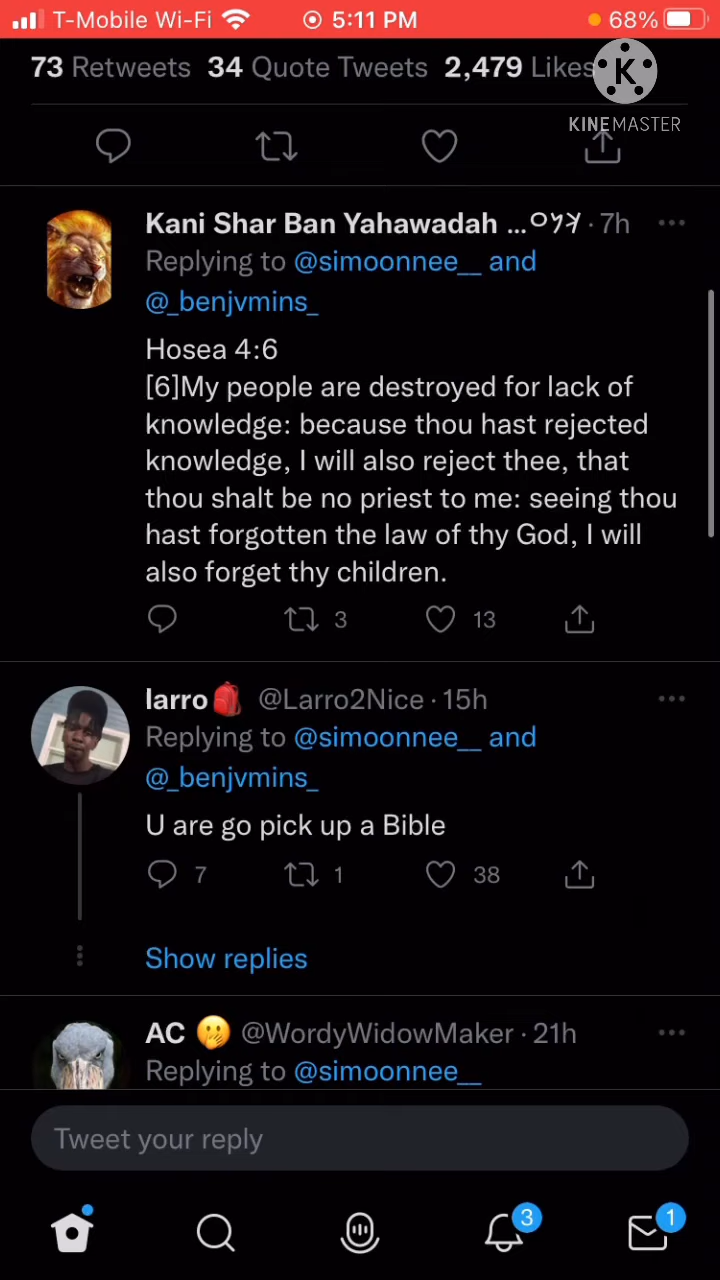 T-Mobile Wi-Fi 5:11 PM 68%
73 Retweets 34 Quote Tweets 2,479 Likes
K
KINEMASTER
Kani Shar Ban Yahawadah ...𐤏𐤉𐤄 · 7h
Replying to @simoonnee__ and
@_benjvmins_
Hosea 4:6
[6]My people are destroyed for lack of
knowledge: because thou hast rejected
knowledge, I will also reject thee, that
thou shalt be no priest to me: seeing thou
hast forgotten the law of thy God, I will
also forget thy children.
3 13
larro🎒 @Larro2Nice · 15h
Replying to @simoonnee__ and
@_benjvmins_
U are go pick up a Bible
7 1 38
Show replies
AC 🤭 @WordyWidowMaker · 21h
Replying to @simoonnee__
Tweet your reply
3 1